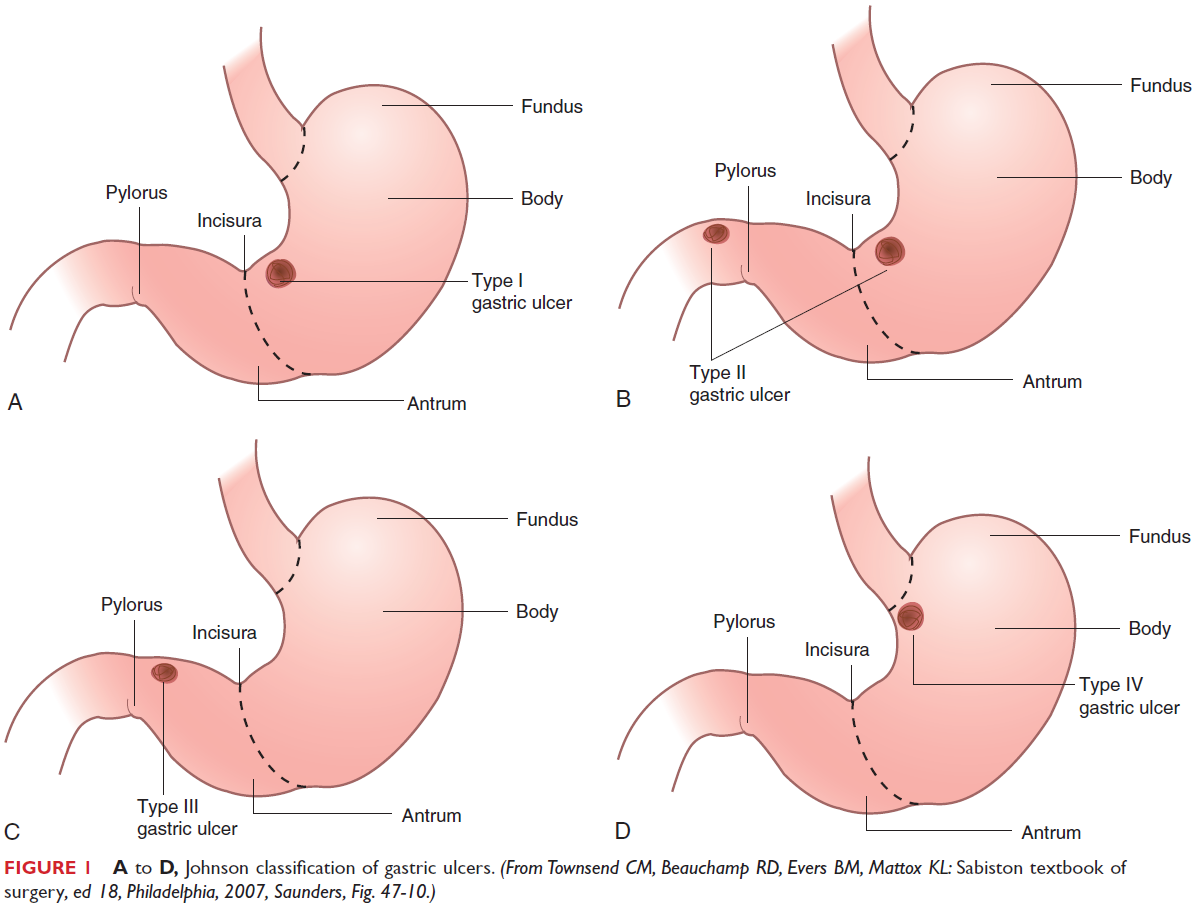 Fundus
Body
Pylorus
Incisura
Type I
gastric ulcer
Antrum
A
Fundus
Body
Pylorus
Incisura
Type II
gastric ulcer
Antrum
B
Fundus
Body
Pylorus
Incisura
Type III
gastric ulcer
Antrum
C
Fundus
Body
Pylorus
Incisura
Type IV
gastric ulcer
Antrum
D
FIGURE I A to D, Johnson classification of gastric ulcers. (From Townsend CM, Beauchamp RD, Evers BM, Mattox KL: Sabiston textbook of
surgery, ed 18, Philadelphia, 2007, Saunders, Fig. 47-10.)